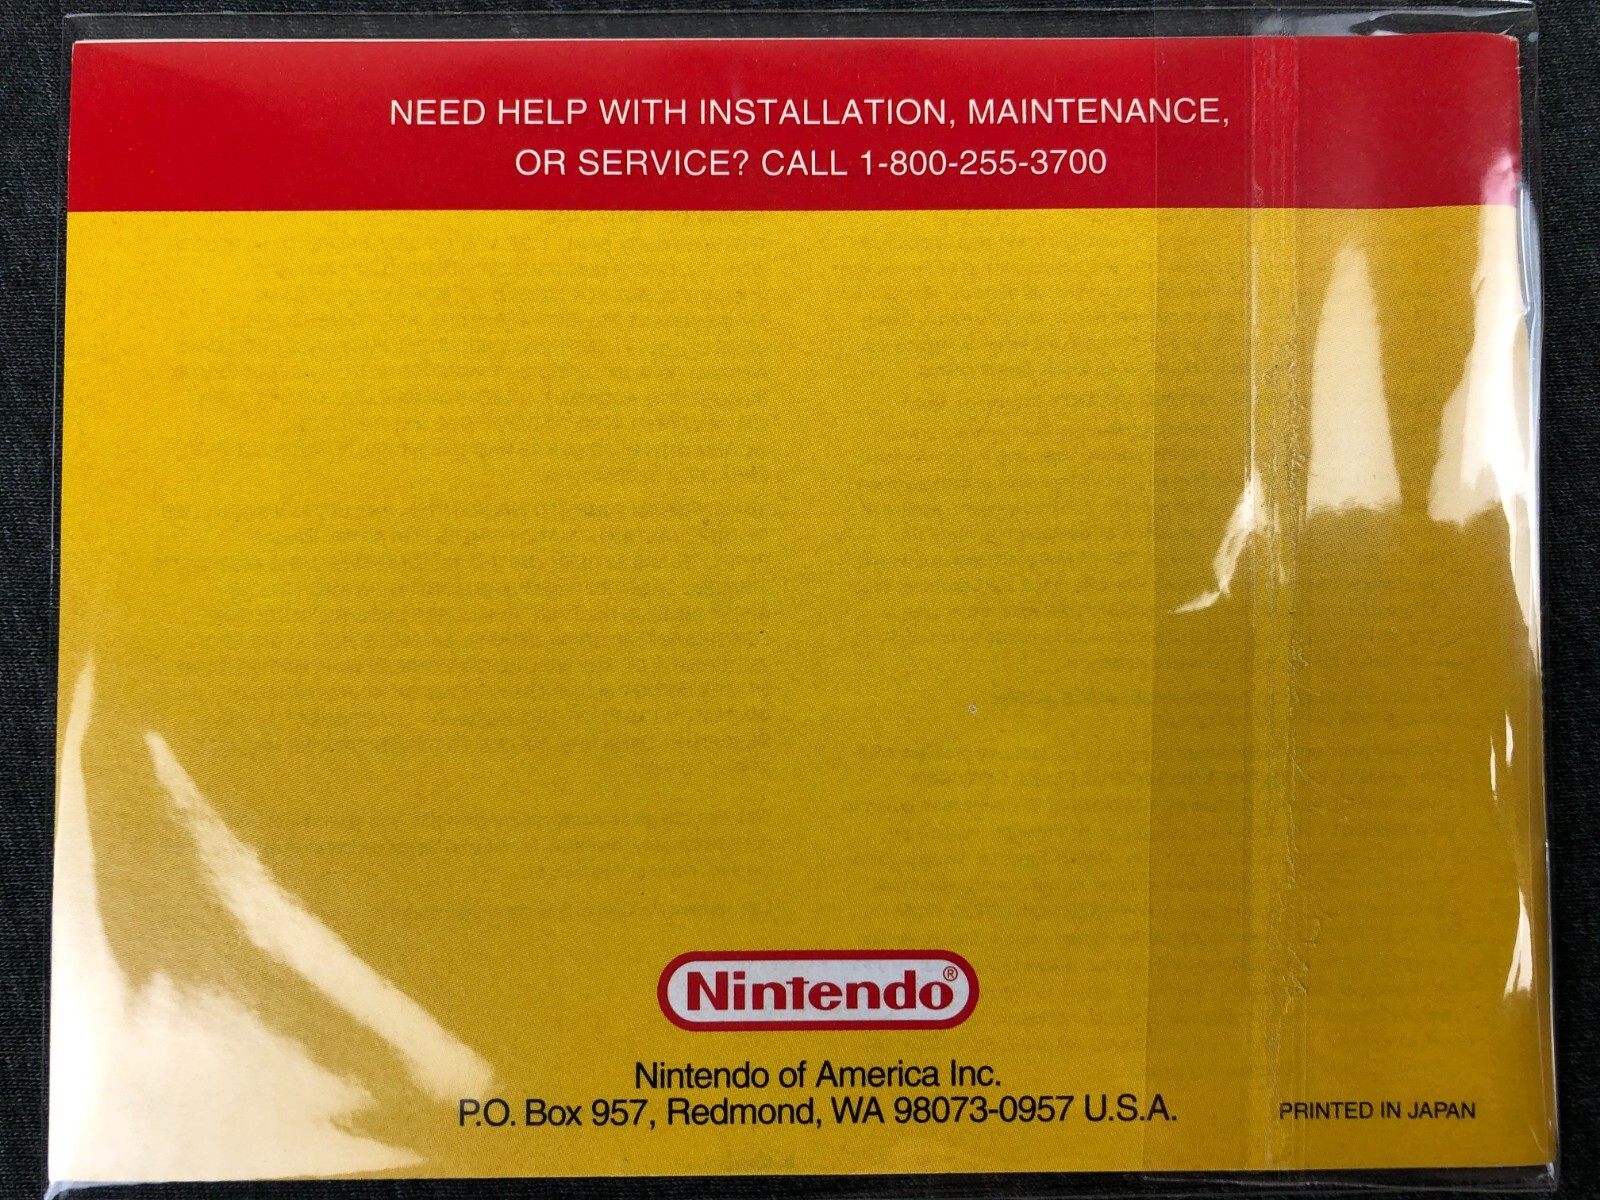 NEED HELP WITH INSTALLATION, MAINTENANCE,
OR SERVICE? CALL 1-800-255-3700
Nintendo®
Nintendo of America Inc.
P.O. Box 957, Redmond, WA 98073-0957 U.S.A.
PRINTED IN JAPAN